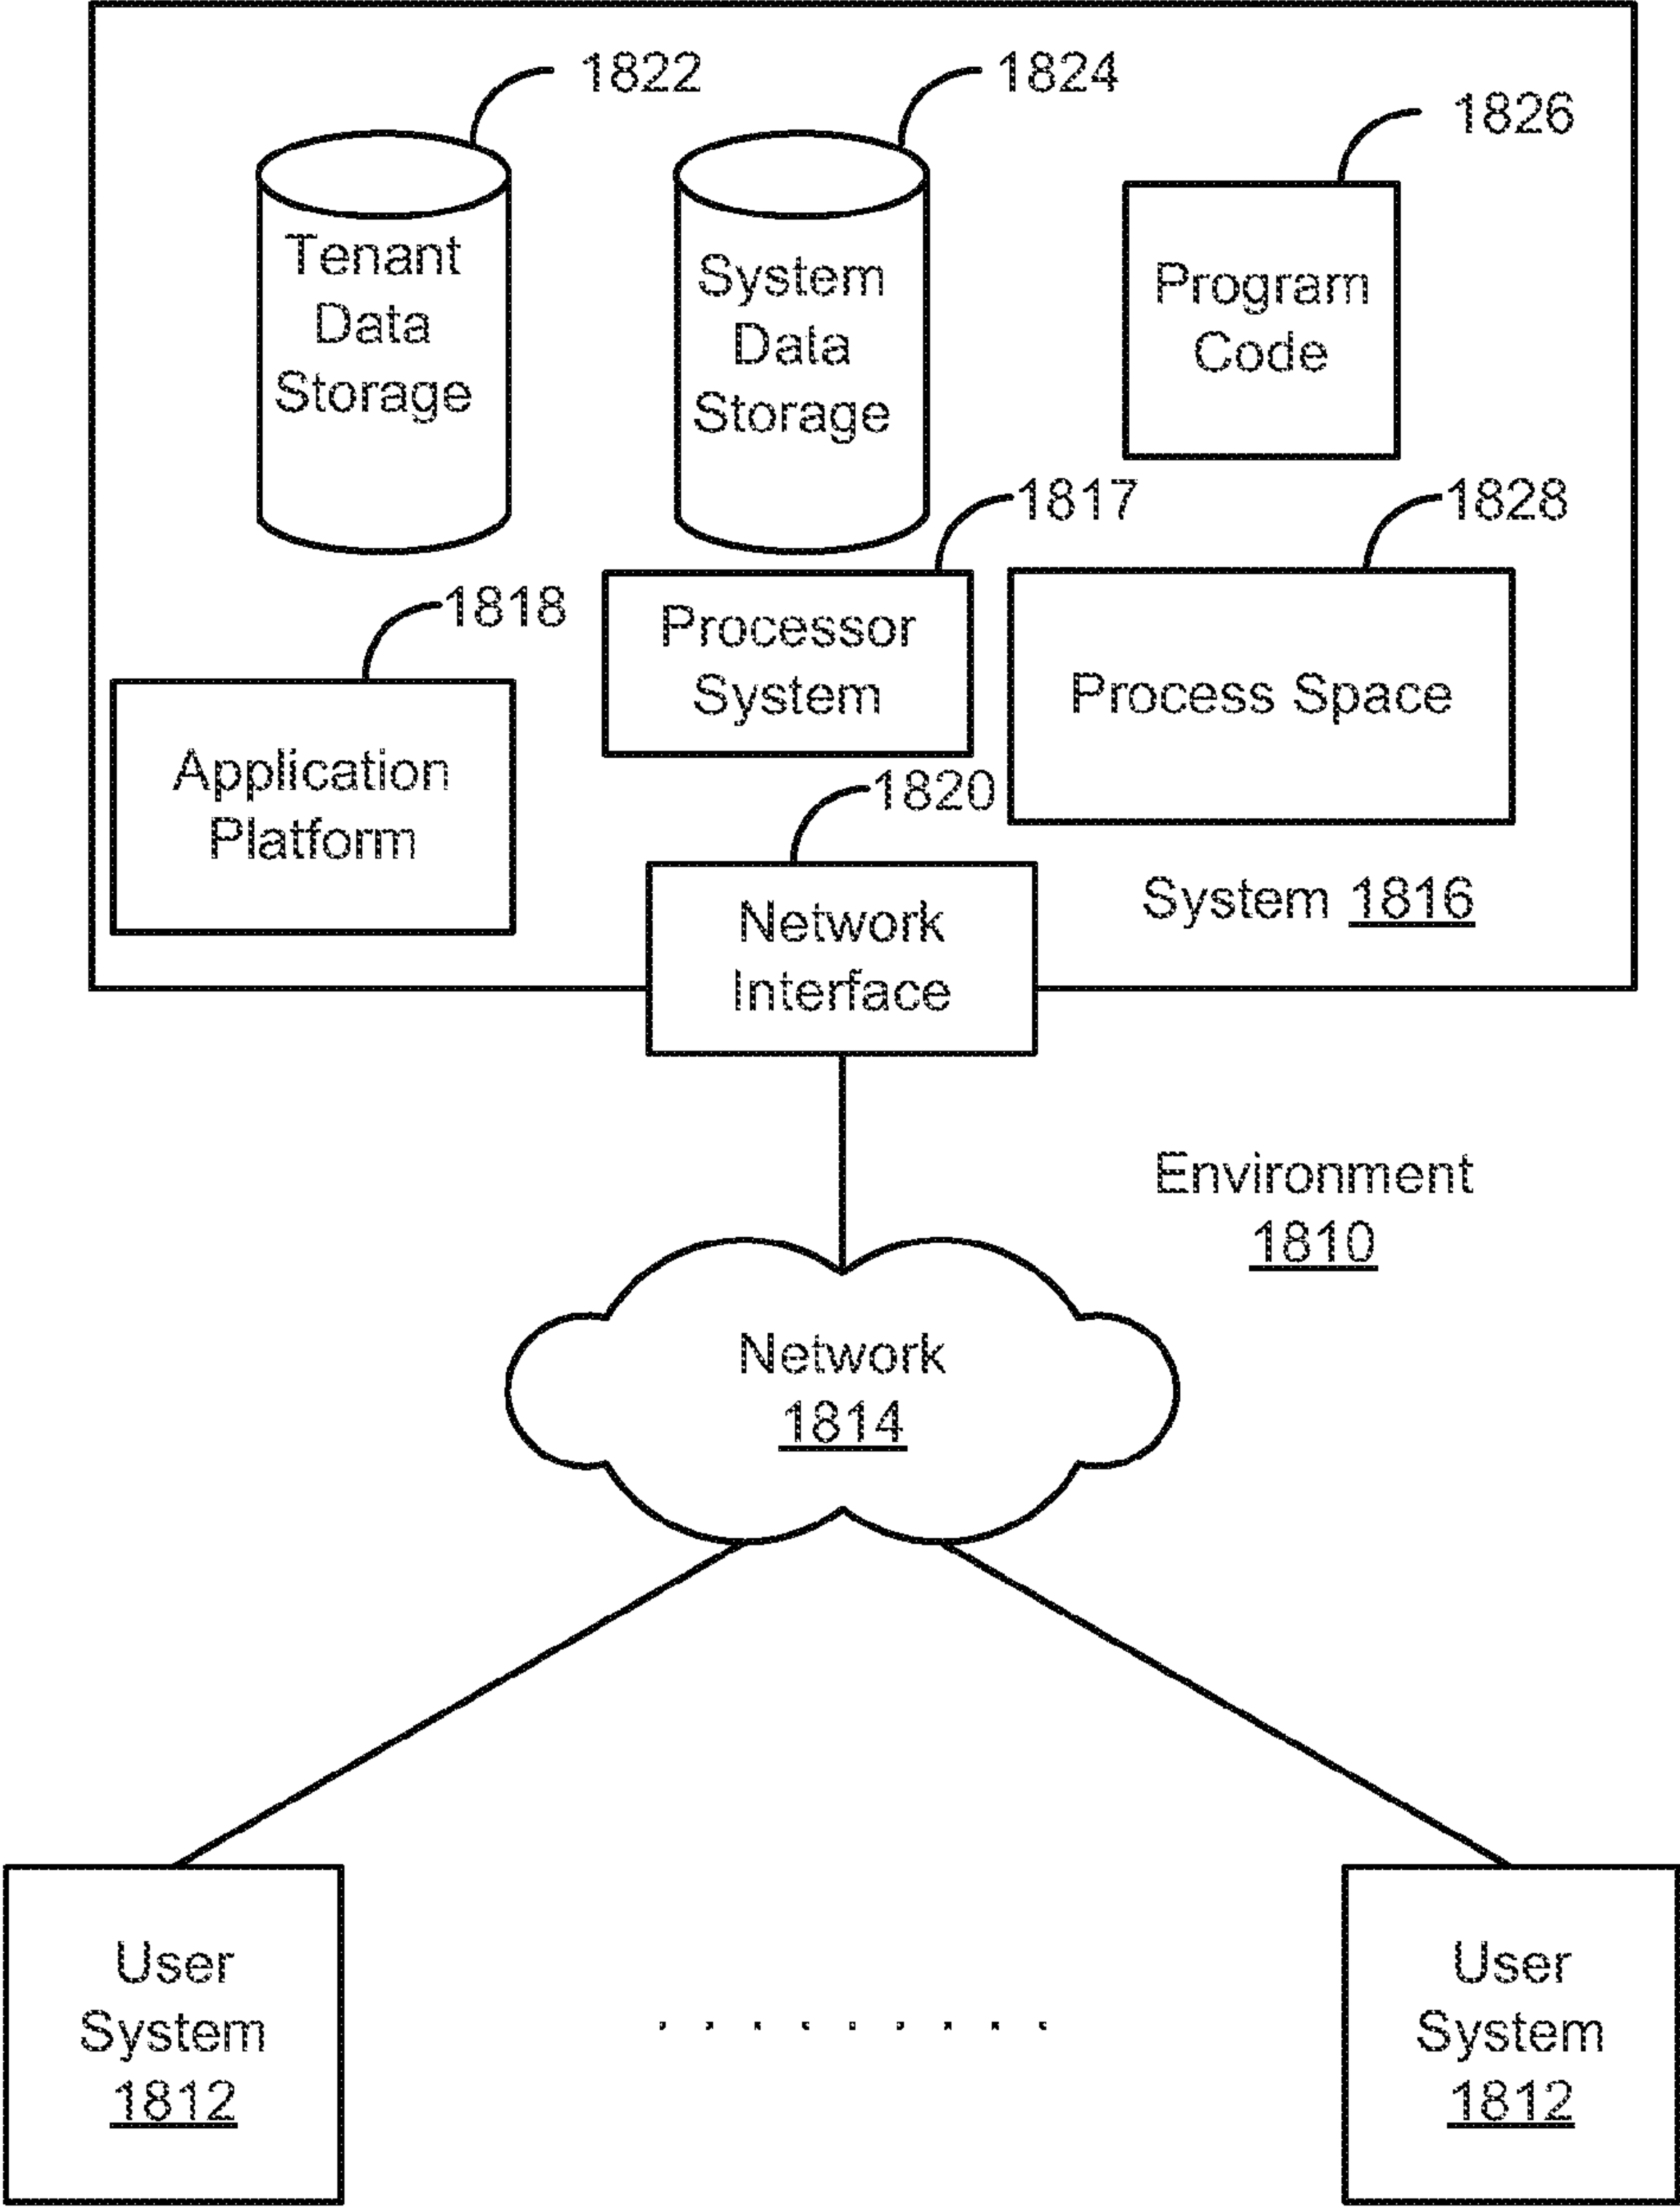 1822
1824
1826
Tenant
Data
Storage
System
Data
Storage
Program
Code
1817
1828
1818
Processor
System
Process Space
Application
Platform
1820
Network
Interface
System 1816
Environment
1810
Network
1814
User
System
1812
User
System
1812